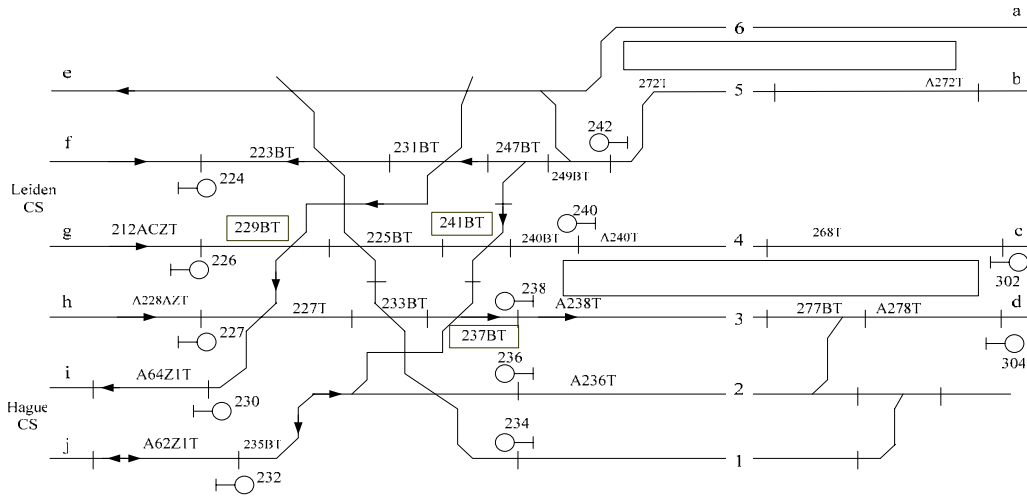 a
6
e
272T
5
A272T
b
242
f
223BT
231BT
247BT
249BT
224
Leiden
CS
240
212ACZT
229BT
241BT
g
225BT
240BT
A240T
4
268T
c
226
302
238
h
A228AZT
227T
233BT
A238T
277BT
A278T
d
3
227
237BT
304
236
i
A64Z1T
A236T
2
230
Hague
CS
234
j
A62Z1T
235BT
1
232